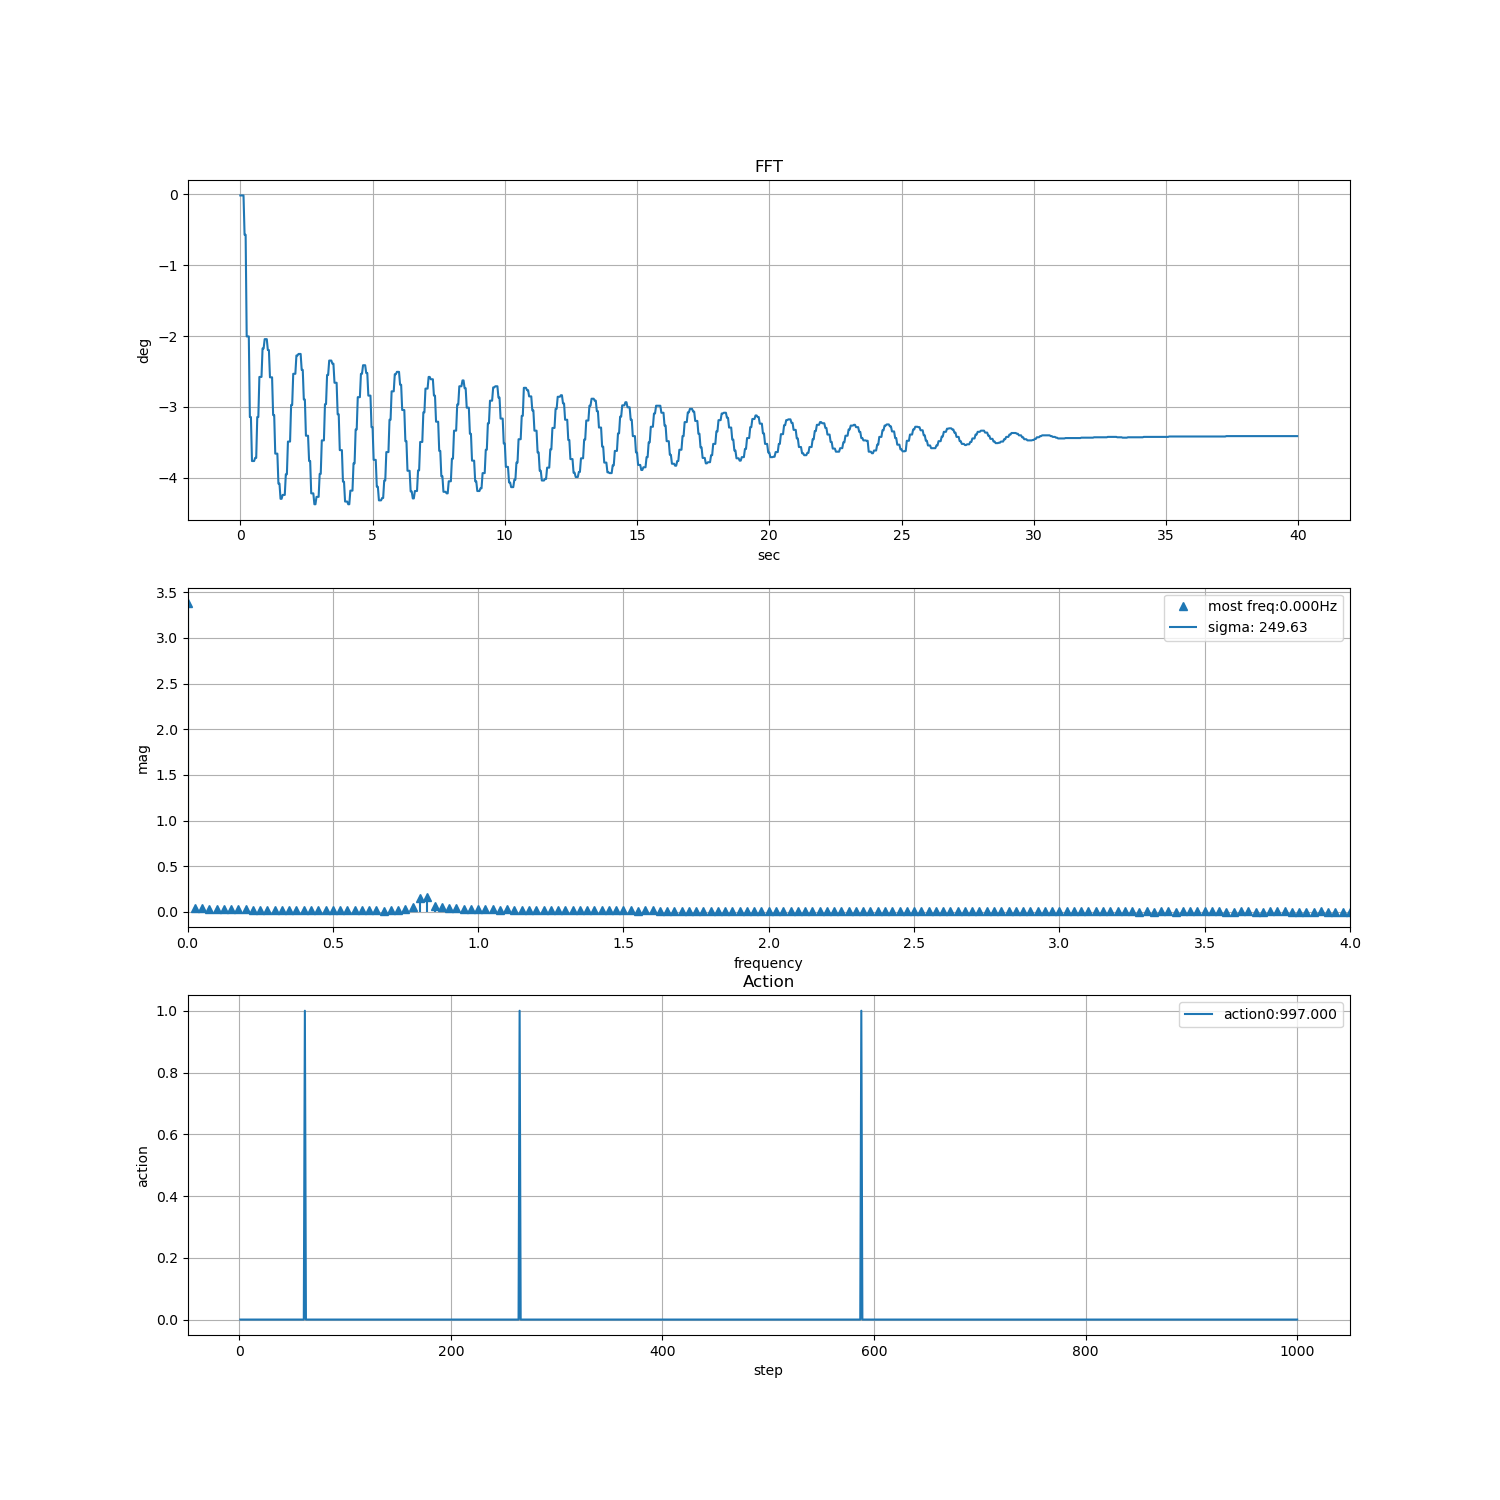 FFT
0
−1
−2
−3
−4
deg
0 5 10 15 20 25 30 35 40
sec
3.5
3.0
2.5
2.0
1.5
1.0
0.5
0.0
mag
most freq:0.000Hz
sigma: 249.63
0.0 0.5 1.0 1.5 2.0 2.5 3.0 3.5 4.0
frequency
Action
1.0
0.8
0.6
0.4
0.2
0.0
action
action0:997.000
0 200 400 600 800 1000
step